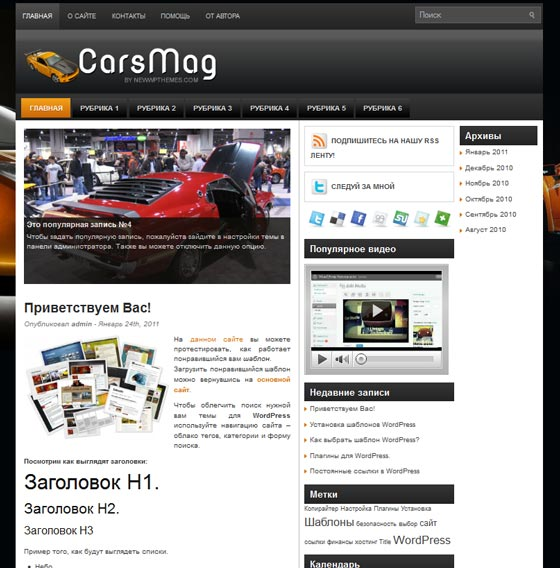 ГЛАВНАЯ О САЙТЕ КОНТАКТЫ ПОМОЩЬ ОТ АВТОРА
Поиск
CarsMag
BY NEWWPTHEMES.COM
ГЛАВНАЯ РУБРИКА 1 РУБРИКА 2 РУБРИКА 3 РУБРИКА 4 РУБРИКА 5 РУБРИКА 6
Это популярная запись №4
Чтобы задать популярную запись, пожалуйста зайдите в настройки темы в
панели администратора. Также вы можете отключить данную опцию.
Приветствуем Вас!
Опубликовал admin - Январь 24th, 2011
На данном сайте вы можете
протестировать, как работает
понравившийся вам шаблон.
Загрузить понравившийся шаблон
можно вернувшись на основной
сайт.
Чтобы облегчить поиск нужной
вам темы для WordPress
используйте навигацию сайта –
облако тегов, категории и форму
поиска.
Посмотрим как выглядят заголовки:
Заголовок H1.
Заголовок H2.
Заголовок H3
Пример того, как будут выглядеть списки.
Небо
ПОДПИШИТЕСЬ НА НАШУ RSS
ЛЕНТУ!
СЛЕДУЙ ЗА МНОЙ
Популярное видео
Недавние записи
Приветствуем Вас!
Установка шаблонов WordPress
Как выбрать шаблон WordPress?
Плагины для WordPress.
Постоянные ссылки в WordPress
Метки
Копирайтер Настройка Плагины Установка
Шаблоны безопасность выбор сайт
ссылки финансы хостинг Title WordPress
Календарь
Архивы
Январь 2011
Декабрь 2010
Ноябрь 2010
Октябрь 2010
Сентябрь 2010
Август 2010